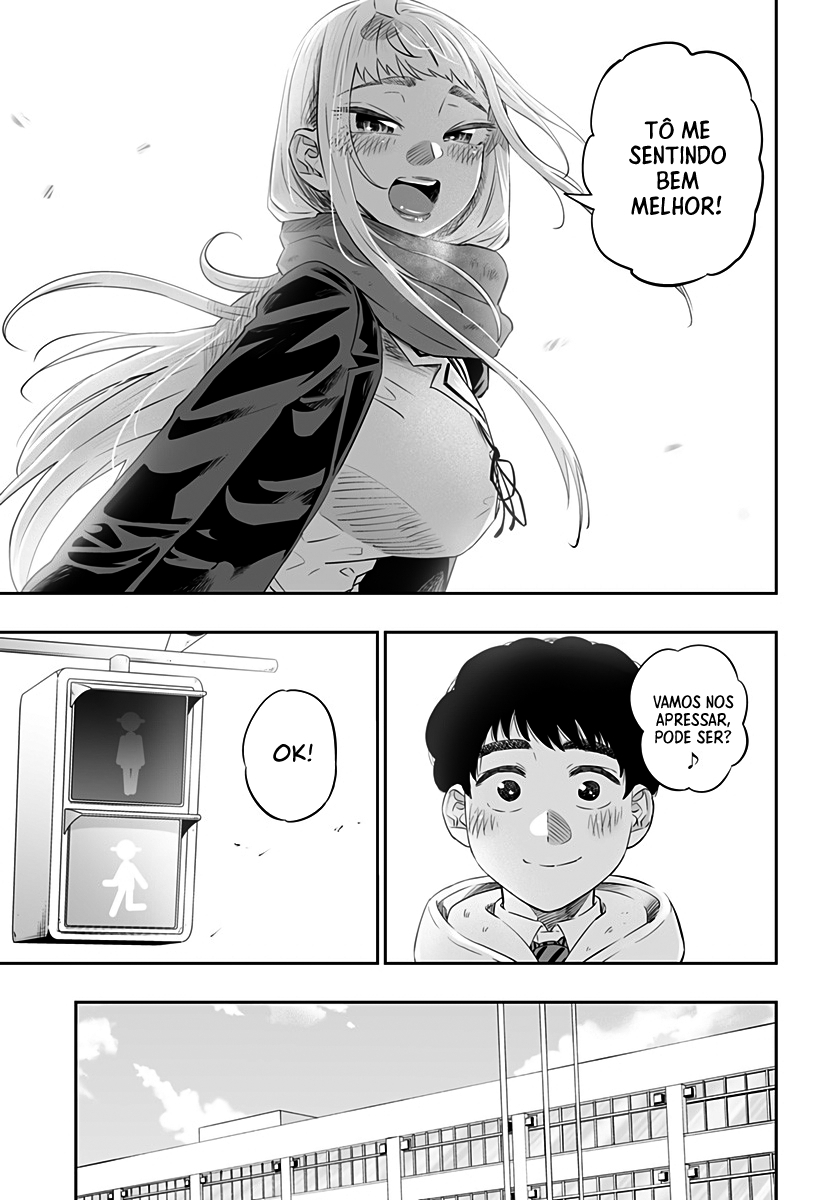 TÔ ME
SENTINDO
BEM
MELHOR!
VAMOS NOS
APRESSAR,
PODE SER?
♪
OK!